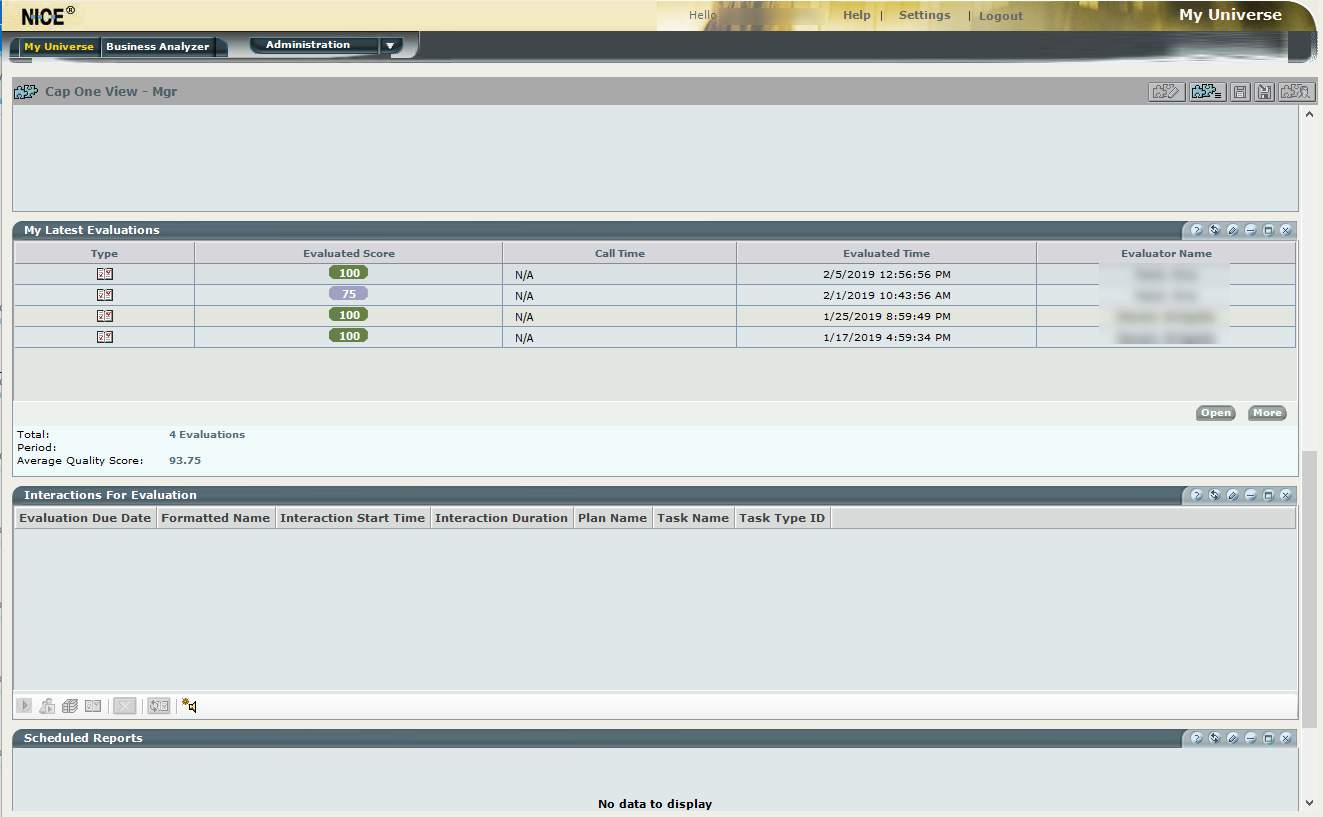 NICE® Hello Help | Settings | Logout My Universe
My Universe Business Analyzer Administration
Cap One View - Mgr
My Latest Evaluations
Type Evaluated Score Call Time Evaluated Time Evaluator Name
100 N/A 2/5/2019 12:56:56 PM
75 N/A 2/1/2019 10:43:56 AM
100 N/A 1/25/2019 8:59:49 PM
100 N/A 1/17/2019 4:59:34 PM
Open More
Total: 4 Evaluations
Period:
Average Quality Score: 93.75
Interactions For Evaluation
Evaluation Due Date Formatted Name Interaction Start Time Interaction Duration Plan Name Task Name Task Type ID
Scheduled Reports
No data to display